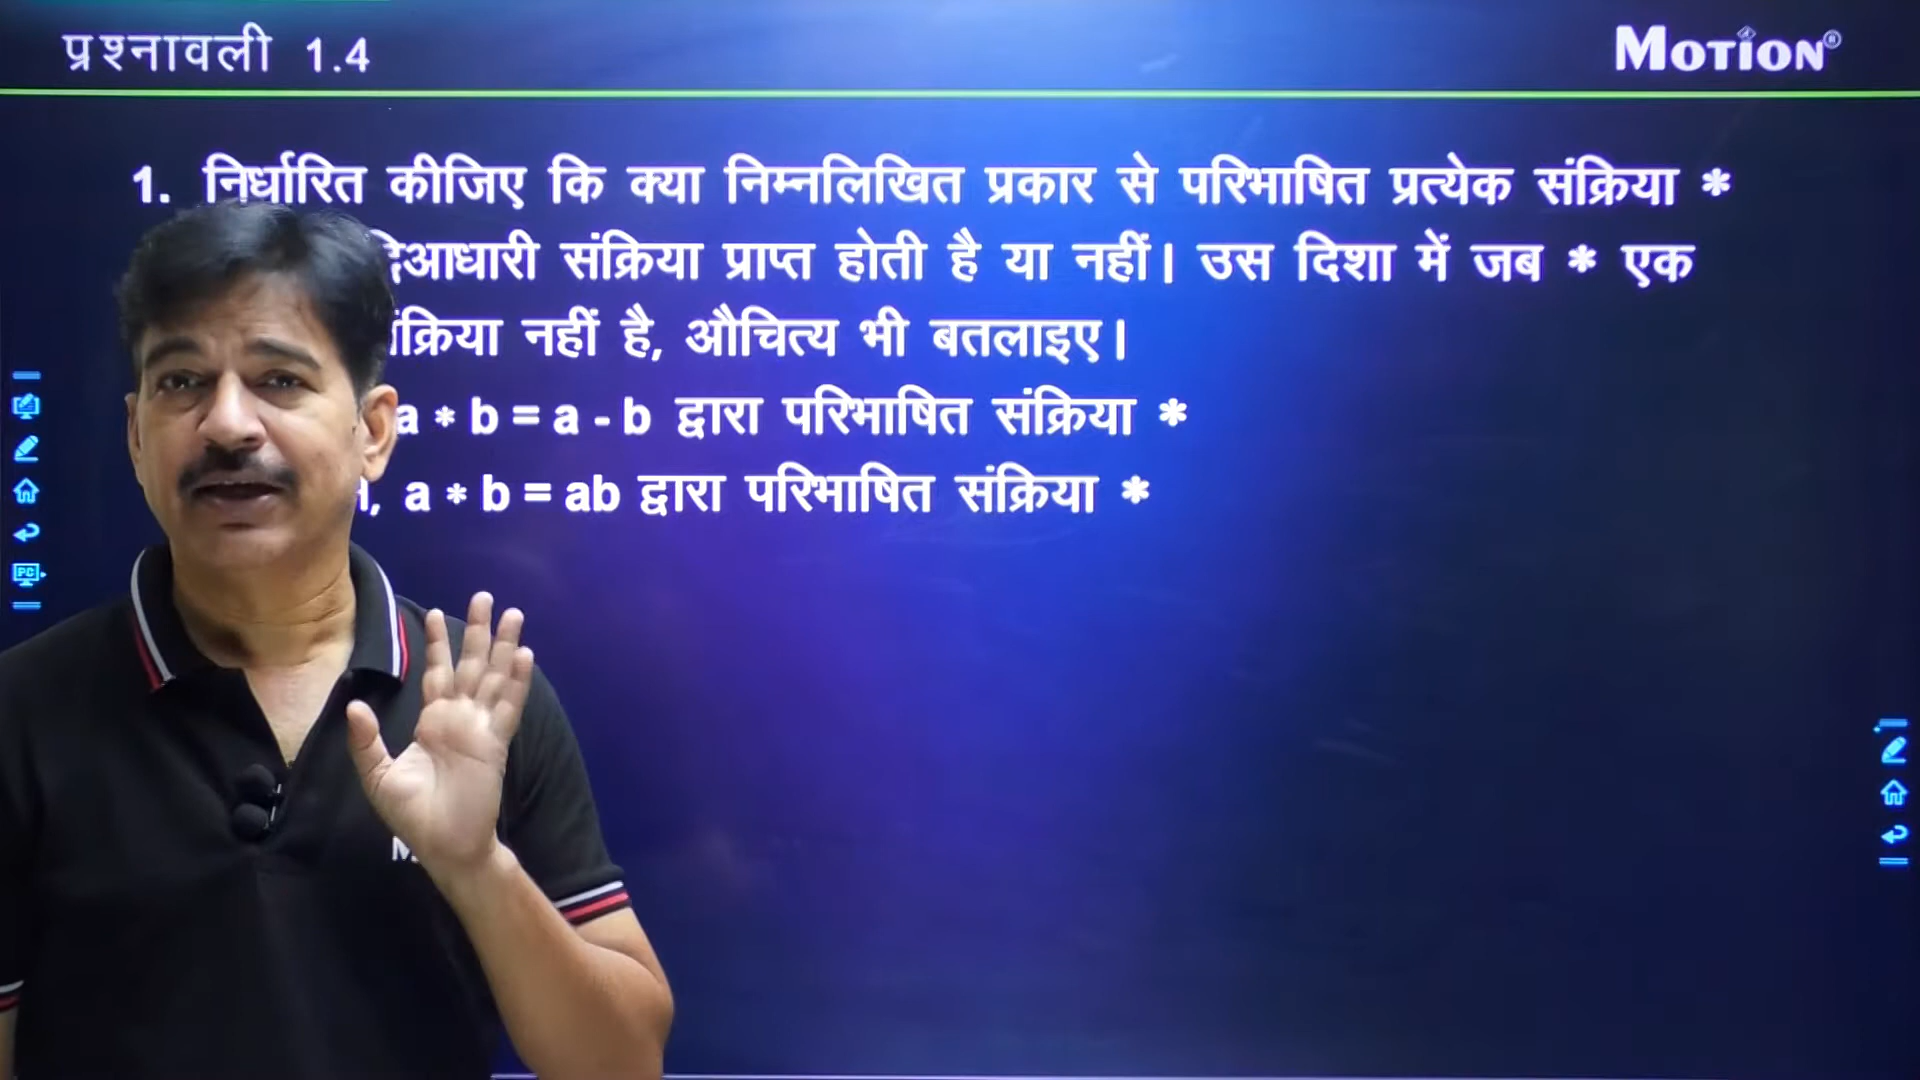 प्रश्नावली 1.4
MOTION®
1. निर्धारित कीजिए कि क्या निम्नलिखित प्रकार से परिभाषित प्रत्येक संक्रिया *
संक्रिया प्राप्त होती है या नहीं। उस दिशा में जब * एक
नहीं है, औचित्य भी बतलाइए।
a * b = a - b द्वारा परिभाषित संक्रिया *
a * b = ab द्वारा परिभाषित संक्रिया *
PC